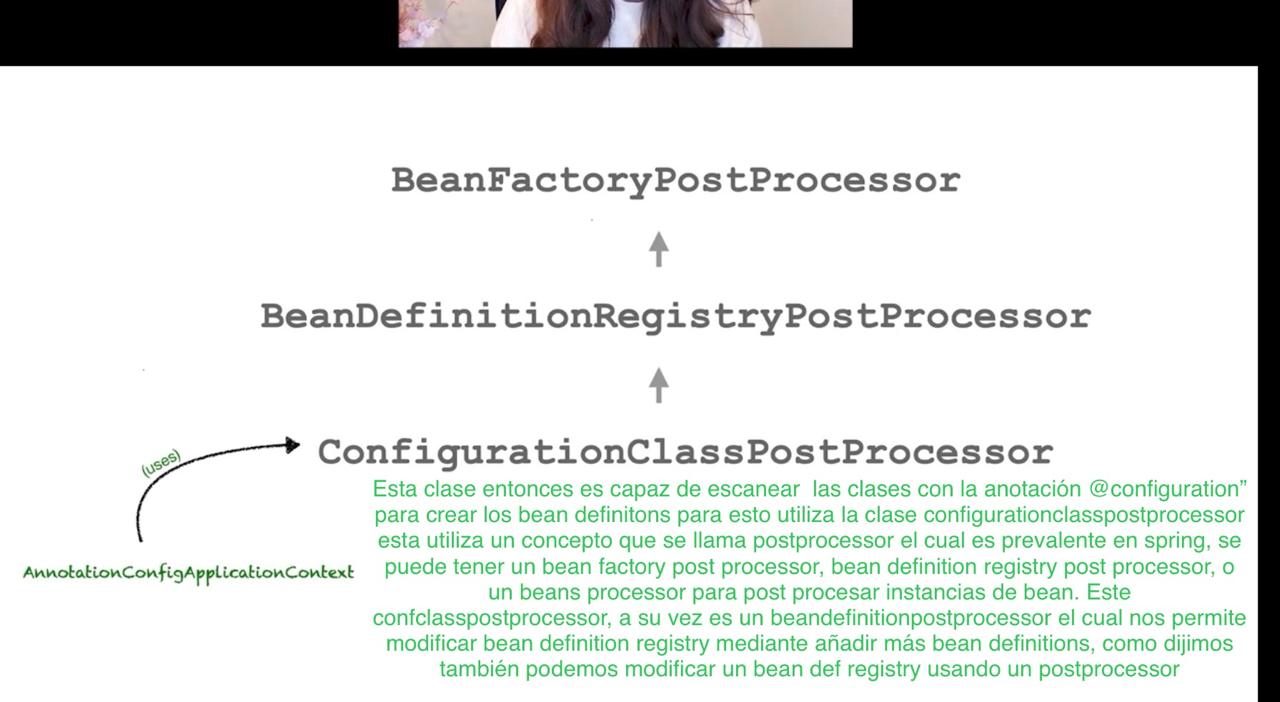 BeanFactoryPostProcessor
BeanDefinitionRegistryPostProcessor
ConfigurationClassPostProcessor
(uses)
AnnotationConfigApplicationContext
Esta clase entonces es capaz de escanear  las clases con la anotación @configuration”
para crear los bean definitons para esto utiliza la clase configurationclasspostprocessor
esta utiliza un concepto que se llama postprocessor el cual es prevalente en spring, se
puede tener un bean factory post processor, bean definition registry post processor, o
un beans processor para post procesar instancias de bean. Este
confclasspostprocessor, a su vez es un beandefinitionpostprocessor el cual nos permite
modificar bean definition registry mediante añadir más bean definitions, como dijimos
también podemos modificar un bean def registry usando un postprocessor